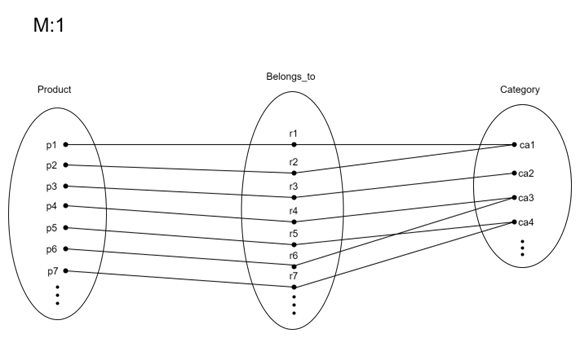 M:1
Product
Belongs_to
Category
p1
p2
p3
p4
p5
p6
p7
r1
r2
r3
r4
r5
r6
r7
ca1
ca2
ca3
ca4